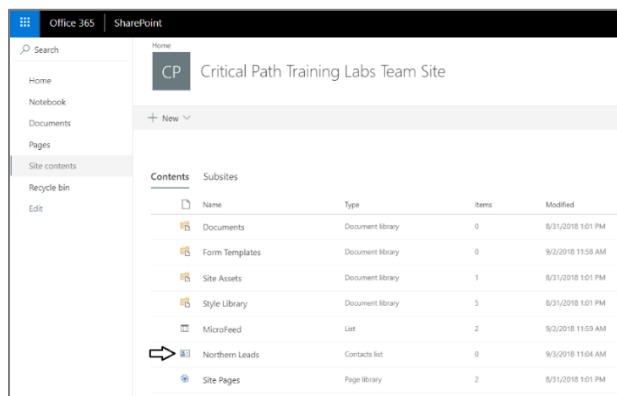 Office 365 SharePoint
Search
Home
Notebook
Documents
Pages
Site contents
Recycle bin
Edit
Home
CP Critical Path Training Labs Team Site
New
Contents Subsites
Name Type Items Modified
Documents Document library 0 8/31/2018 1:01 PM
Form Templates Document library 0 9/2/2018 11:58 AM
Site Assets Document library 1 8/31/2018 1:01 PM
Style Library Document library 5 8/31/2018 1:01 PM
MicroFeed List 2 9/2/2018 11:59 AM
Northern Leads Contacts list 0 9/3/2018 11:04 AM
Site Pages Page library 2 8/31/2018 1:01 PM